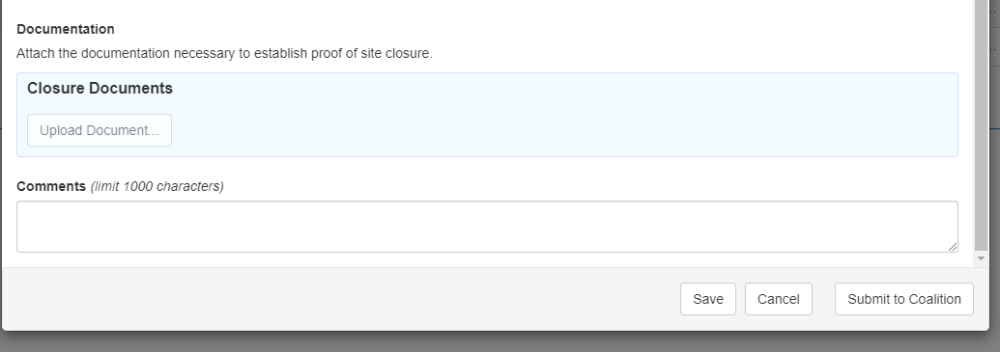 Documentation
Attach the documentation necessary to establish proof of site closure.
Closure Documents
Upload Document...
Comments (limit 1000 characters)
Save Cancel Submit to Coalition